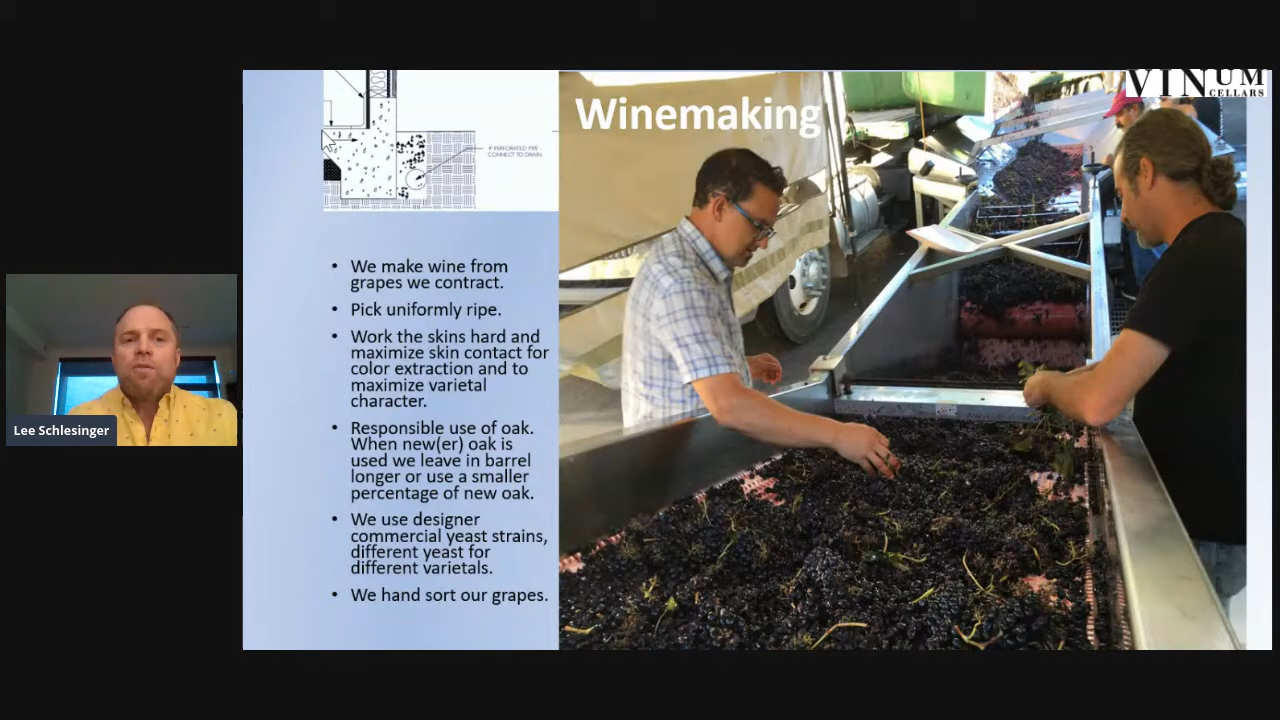 VINUM
CELLARS
Winemaking
4" PERFORATED PIPE -
CONNECT TO DRAIN
• We make wine from
grapes we contract.
• Pick uniformly ripe.
• Work the skins hard and
maximize skin contact for
color extraction and to
maximize varietal
character.
• Responsible use of oak.
When new(er) oak is
used we leave in barrel
longer or use a smaller
percentage of new oak.
• We use designer
commercial yeast strains,
different yeast for
different varietals.
• We hand sort our grapes.
Lee Schlesinger